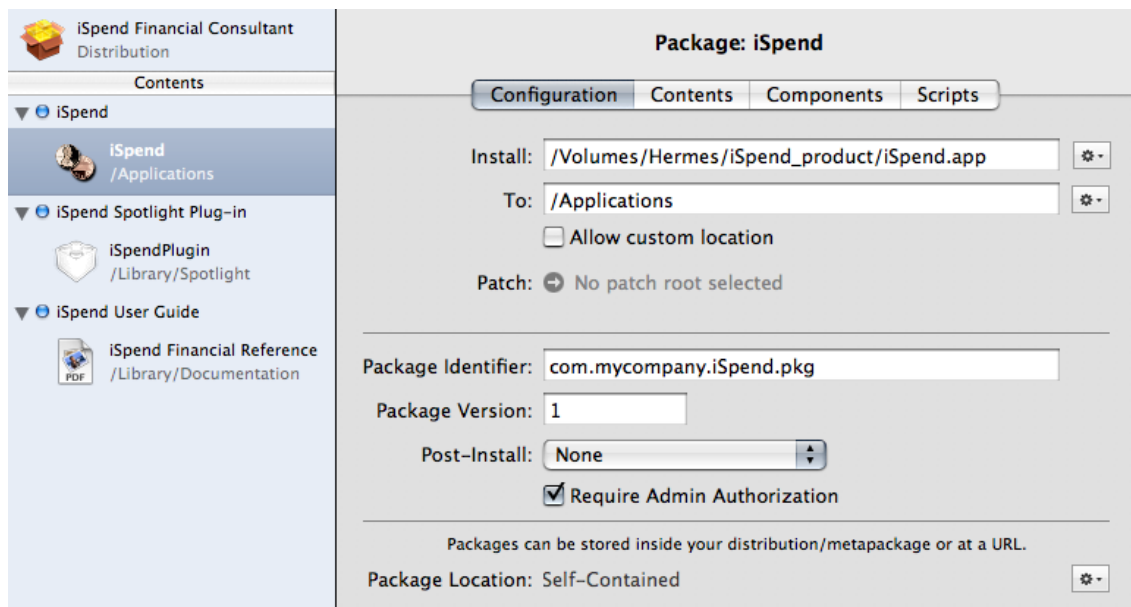 iSpend Financial Consultant
Distribution
Contents
iSpend
iSpend
/Applications
iSpend Spotlight Plug-in
iSpendPlugin
/Library/Spotlight
iSpend User Guide
PDF
iSpend Financial Reference
/Library/Documentation
Package: iSpend
Configuration Contents Components Scripts
Install: /Volumes/Hermes/iSpend_product/iSpend.app
To: /Applications
Allow custom location
Patch: No patch root selected
Package Identifier: com.mycompany.iSpend.pkg
Package Version: 1
Post-Install: None
Require Admin Authorization
Packages can be stored inside your distribution/metapackage or at a URL.
Package Location: Self-Contained